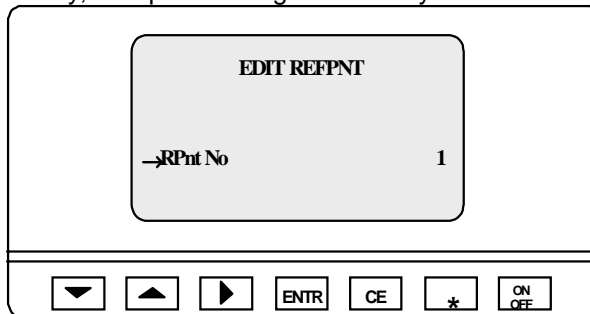 EDIT REFPNT
→RPnt No 1
ENTR CE * ON
OFF